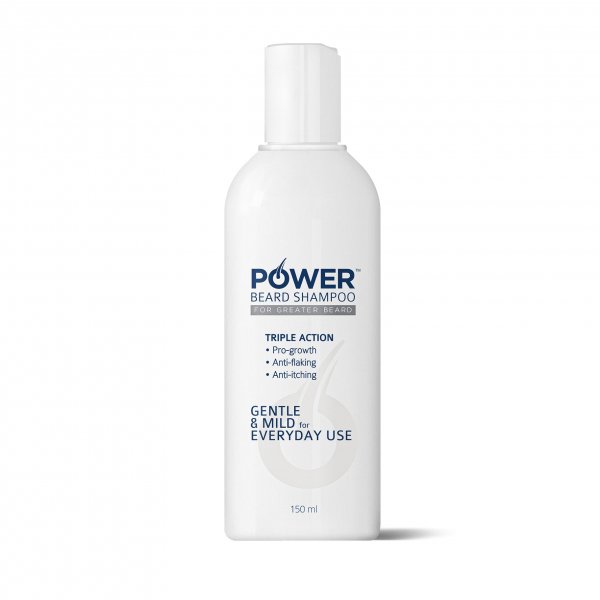 POWER™
BEARD SHAMPOO
FOR GREATER BEARD
TRIPLE ACTION
• Pro-growth
• Anti-flaking
• Anti-itching
GENTLE
& MILD for
EVERYDAY USE
150 ml